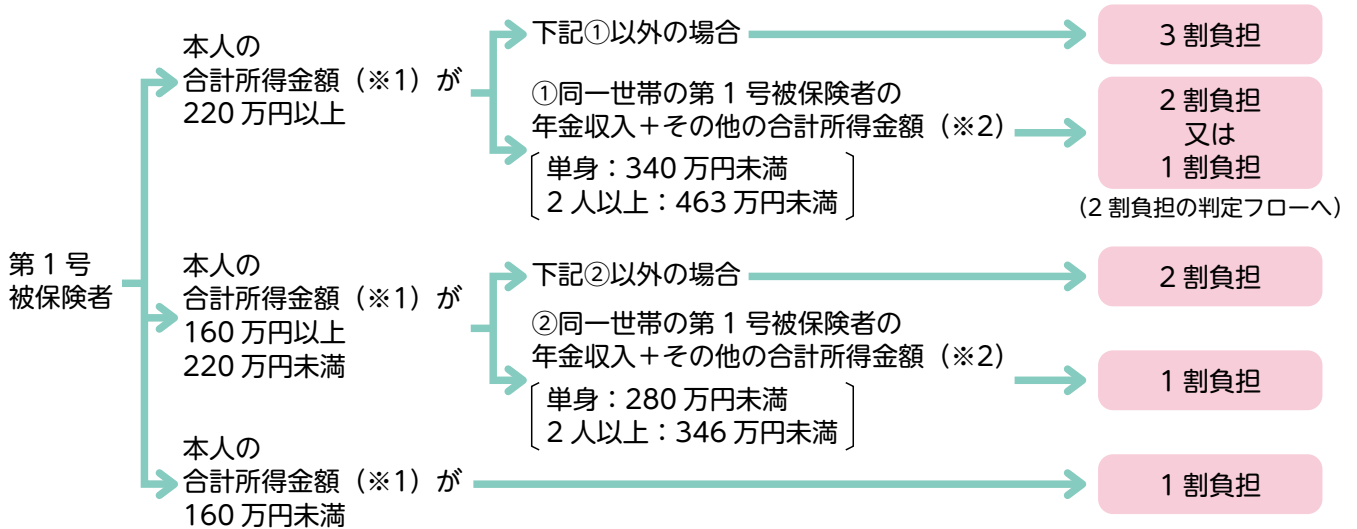 第1号
被保険者
本人の
合計所得金額（※1）が
220万円以上
下記①以外の場合
3割負担
①同一世帯の第1号被保険者の
年金収入＋その他の合計所得金額（※2）
単身：340万円未満
2人以上：463万円未満
2割負担
又は
1割負担
（2割負担の判定フローへ）
本人の
合計所得金額（※1）が
160万円以上
220万円未満
下記②以外の場合
2割負担
②同一世帯の第1号被保険者の
年金収入＋その他の合計所得金額（※2）
単身：280万円未満
2人以上：346万円未満
1割負担
本人の
合計所得金額（※1）が
160万円未満
1割負担